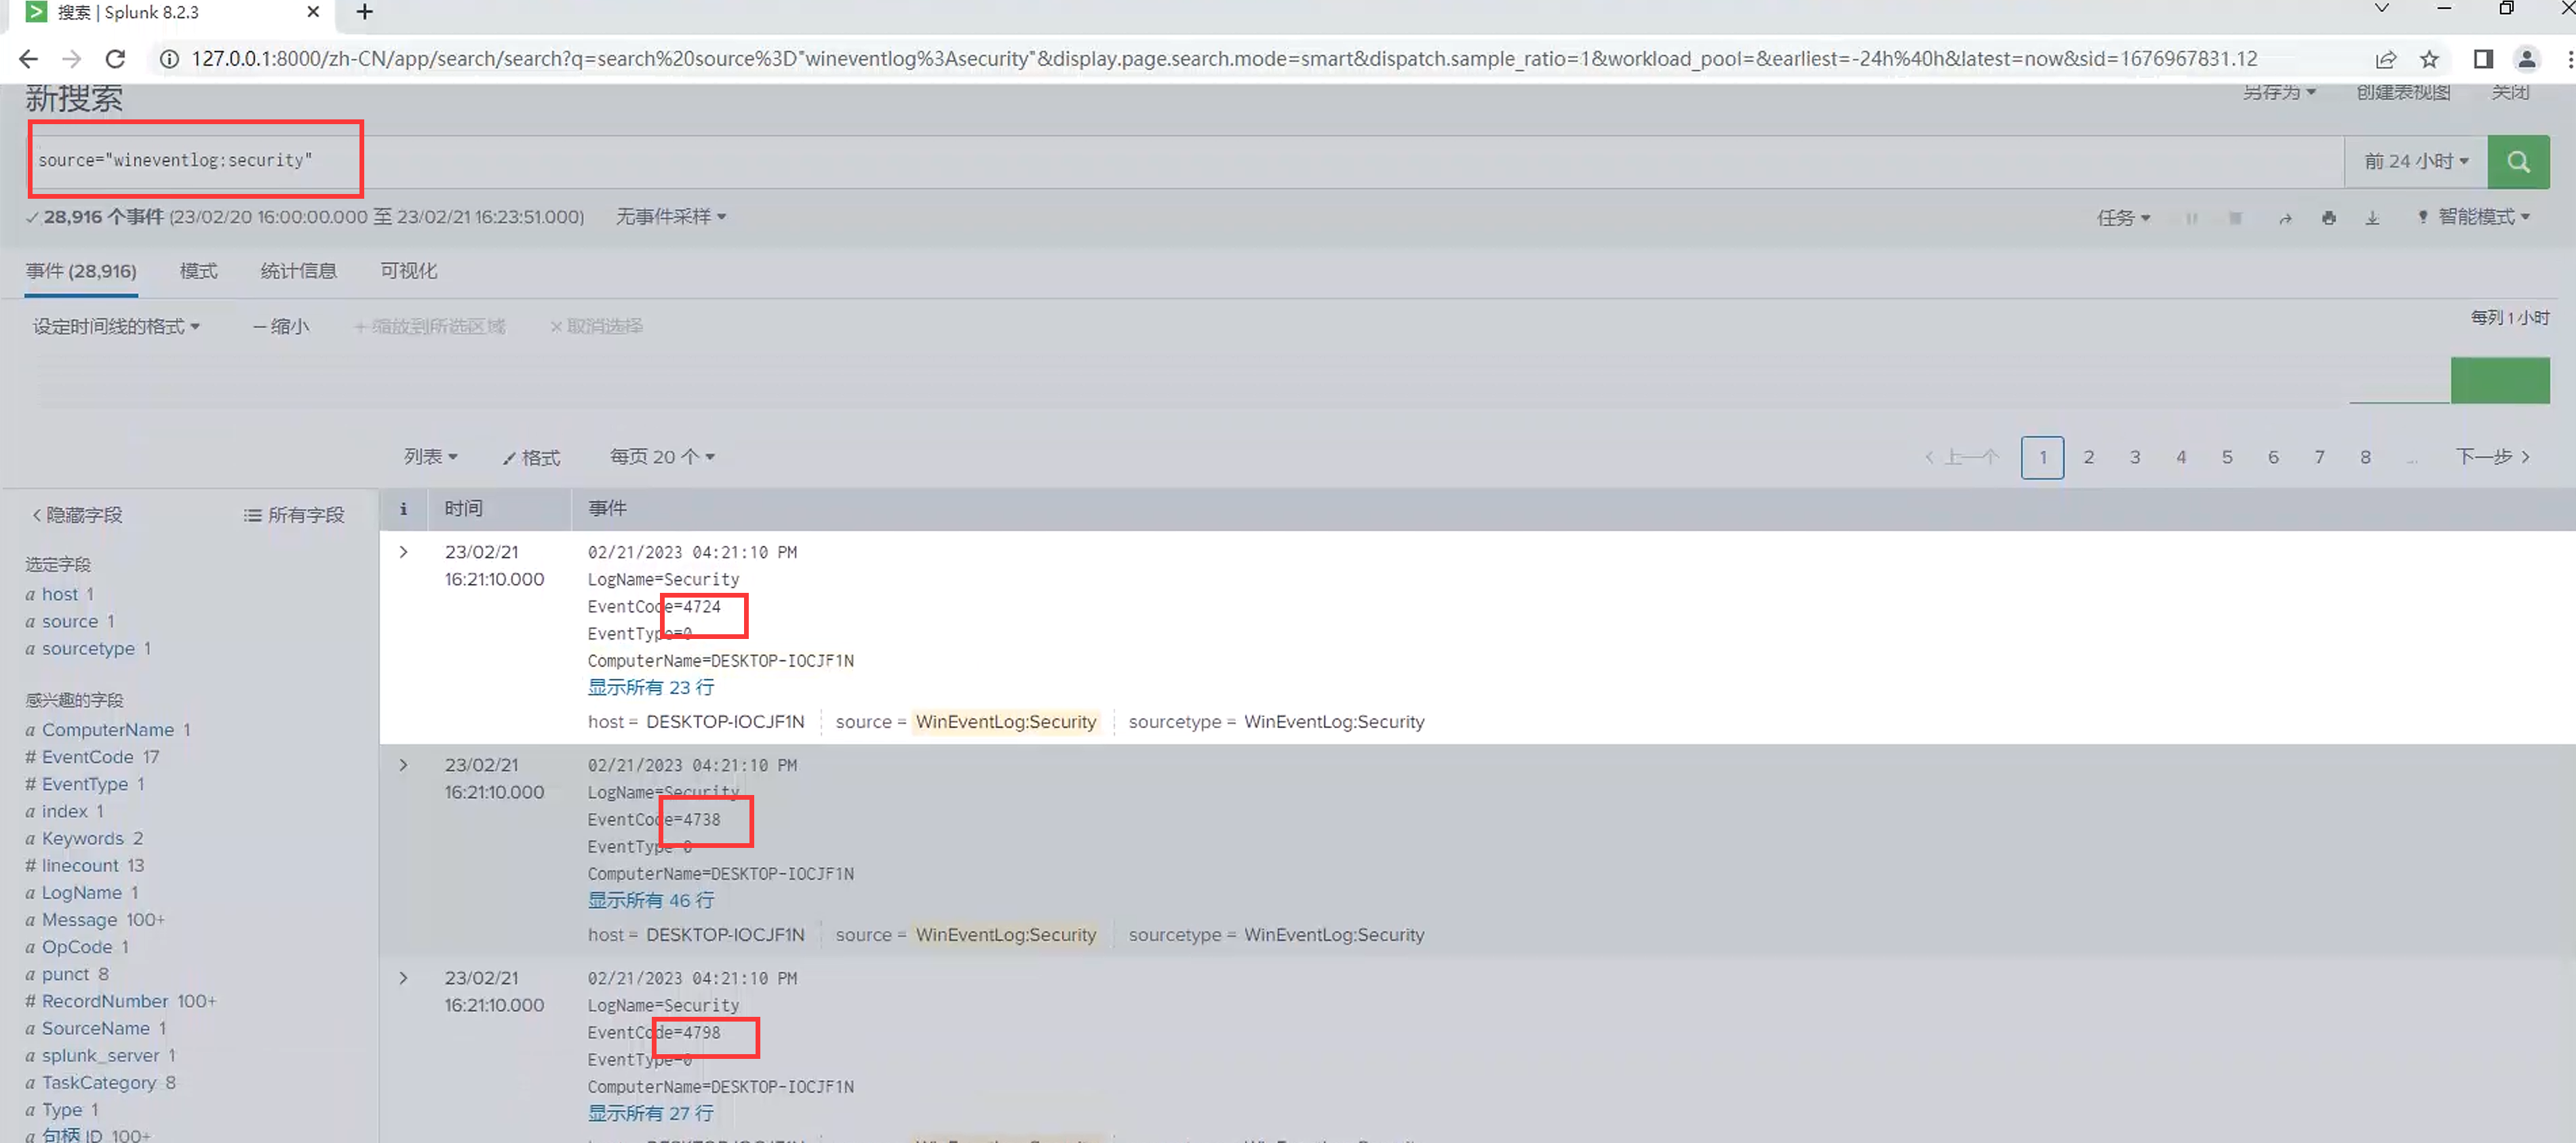 搜索 | Splunk 8.2.3
127.0.0.1:8000/zh-CN/app/search/search?q=search%20source%3D"wineventlog%3Asecurity"&display.page.search.mode=smart&dispatch.sample_ratio=1&workload_pool=&earliest=-24h%40h&latest=now&sid=1676967831.12
新搜索
另存为 创建表视图 关闭
source="wineventlog:security"
前 24 小时
28,916 个事件 (23/02/20 16:00:00.000 至 23/02/21 16:23:51.000) 无事件采样
任务 智能模式
事件 (28,916) 模式 统计信息 可视化
设定时间线的格式 — 缩小 + 缩放到所选区域 × 取消选择
每列 1 小时
列表 格式 每页 20 个
< 上一个 1 2 3 4 5 6 7 8 ... 下一步 >
< 隐藏字段 所有字段
选定字段
a host 1
a source 1
a sourcetype 1
感兴趣的字段
a ComputerName 1
# EventCode 17
# EventType 1
a index 1
a Keywords 2
# linecount 13
a LogName 1
a Message 100+
a OpCode 1
a punct 8
# RecordNumber 100+
a SourceName 1
a splunk_server 1
a TaskCategory 8
a Type 1
a 句柄 ID 100+
i 时间 事件
23/02/21
16:21:10.000
02/21/2023 04:21:10 PM
LogName=Security
EventCode=4724
EventType=0
ComputerName=DESKTOP-IOCJF1N
显示所有 23 行
host = DESKTOP-IOCJF1N source = WinEventLog:Security sourcetype = WinEventLog:Security
23/02/21
16:21:10.000
02/21/2023 04:21:10 PM
LogName=Security
EventCode=4738
EventType=0
ComputerName=DESKTOP-IOCJF1N
显示所有 46 行
host = DESKTOP-IOCJF1N source = WinEventLog:Security sourcetype = WinEventLog:Security
23/02/21
16:21:10.000
02/21/2023 04:21:10 PM
LogName=Security
EventCode=4798
EventType=0
ComputerName=DESKTOP-IOCJF1N
显示所有 27 行